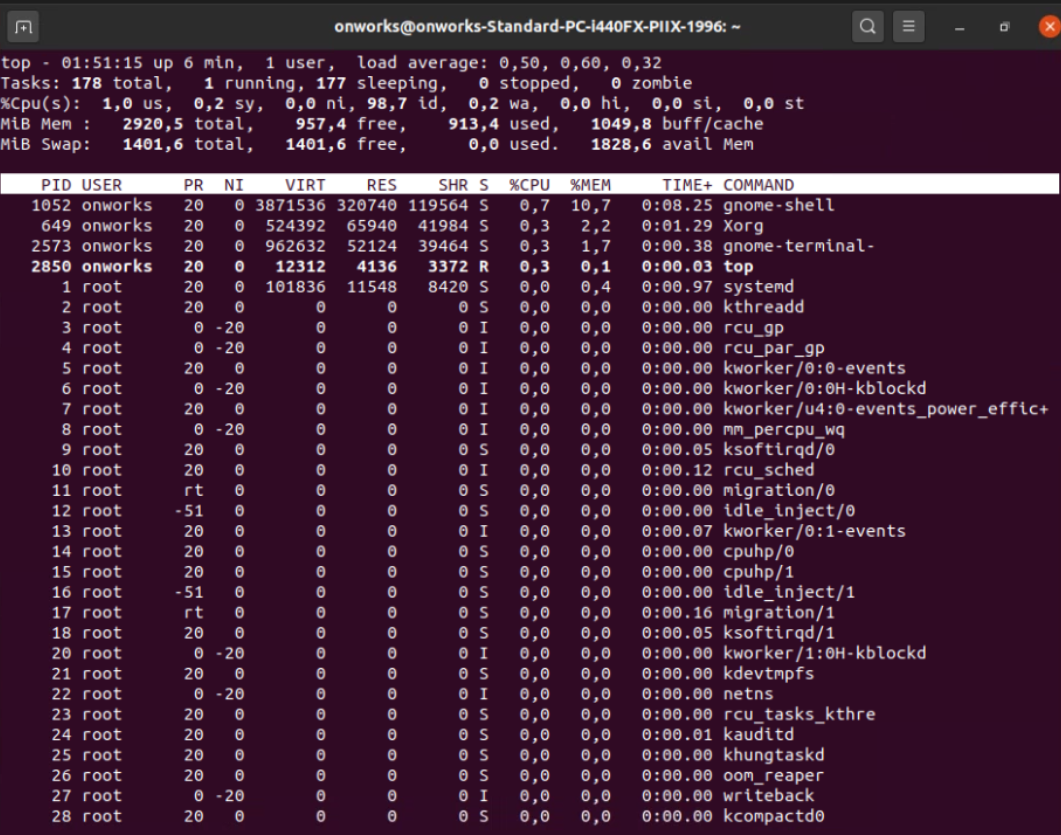 onworks@onworks-Standard-PC-i440FX-PIIX-1996: ~
top - 01:51:15 up 6 min,  1 user,  load average: 0,50, 0,60, 0,32
Tasks: 178 total,   1 running, 177 sleeping,   0 stopped,   0 zombie
%Cpu(s):  1,0 us,  0,2 sy,  0,0 ni, 98,7 id,  0,2 wa,  0,0 hi,  0,0 si,  0,0 st
MiB Mem :   2920,5 total,    957,4 free,    913,4 used,   1049,8 buff/cache
MiB Swap:   1401,6 total,   1401,6 free,      0,0 used.   1828,6 avail Mem
PID USER      PR  NI    VIRT    RES    SHR S  %CPU  %MEM     TIME+ COMMAND
1052 onworks   20   0 3871536 320740 119564 S   0,7  10,7   0:08.25 gnome-shell
649 onworks   20   0  524392  65940  41984 S   0,3   2,2   0:01.29 Xorg
2573 onworks   20   0  962632  52124  39464 S   0,3   1,7   0:00.38 gnome-terminal-
2850 onworks   20   0   12312   4136   3372 R   0,3   0,1   0:00.03 top
1 root      20   0  101836  11548   8420 S   0,0   0,4   0:00.97 systemd
2 root      20   0       0      0      0 S   0,0   0,0   0:00.00 kthreadd
3 root       0 -20       0      0      0 I   0,0   0,0   0:00.00 rcu_gp
4 root       0 -20       0      0      0 I   0,0   0,0   0:00.00 rcu_par_gp
5 root      20   0       0      0      0 I   0,0   0,0   0:00.00 kworker/0:0-events
6 root       0 -20       0      0      0 I   0,0   0,0   0:00.00 kworker/0:0H-kblockd
7 root      20   0       0      0      0 I   0,0   0,0   0:00.00 kworker/u4:0-events_power_effic+
8 root       0 -20       0      0      0 I   0,0   0,0   0:00.00 mm_percpu_wq
9 root      20   0       0      0      0 S   0,0   0,0   0:00.05 ksoftirqd/0
10 root      20   0       0      0      0 I   0,0   0,0   0:00.12 rcu_sched
11 root      rt   0       0      0      0 S   0,0   0,0   0:00.00 migration/0
12 root     -51   0       0      0      0 S   0,0   0,0   0:00.00 idle_inject/0
13 root      20   0       0      0      0 I   0,0   0,0   0:00.07 kworker/0:1-events
14 root      20   0       0      0      0 S   0,0   0,0   0:00.00 cpuhp/0
15 root      20   0       0      0      0 S   0,0   0,0   0:00.00 cpuhp/1
16 root     -51   0       0      0      0 S   0,0   0,0   0:00.00 idle_inject/1
17 root      rt   0       0      0      0 S   0,0   0,0   0:00.16 migration/1
18 root      20   0       0      0      0 S   0,0   0,0   0:00.05 ksoftirqd/1
20 root       0 -20       0      0      0 I   0,0   0,0   0:00.00 kworker/1:0H-kblockd
21 root      20   0       0      0      0 S   0,0   0,0   0:00.00 kdevtmpfs
22 root       0 -20       0      0      0 I   0,0   0,0   0:00.00 netns
23 root      20   0       0      0      0 S   0,0   0,0   0:00.00 rcu_tasks_kthre
24 root      20   0       0      0      0 S   0,0   0,0   0:00.01 kauditd
25 root      20   0       0      0      0 S   0,0   0,0   0:00.00 khungtaskd
26 root      20   0       0      0      0 S   0,0   0,0   0:00.00 oom_reaper
27 root       0 -20       0      0      0 I   0,0   0,0   0:00.00 writeback
28 root      20   0       0      0      0 S   0,0   0,0   0:00.00 kcompactd0